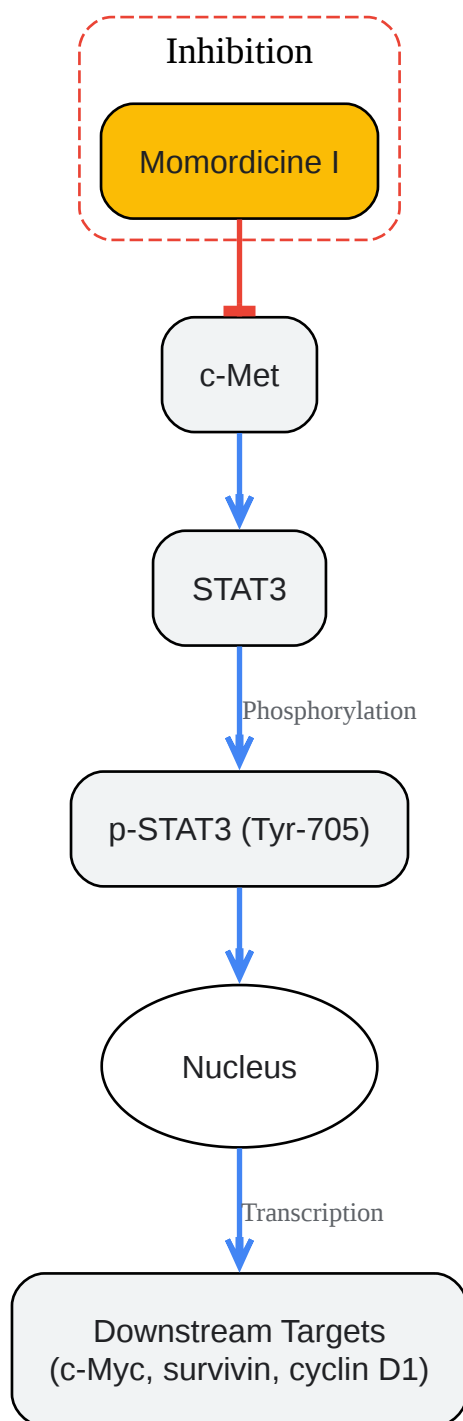 Inhibition
Momordicine I
c-Met
STAT3
Phosphorylation
p-STAT3 (Tyr-705)
Nucleus
Transcription
Downstream Targets
(c-Myc, survivin, cyclin D1)